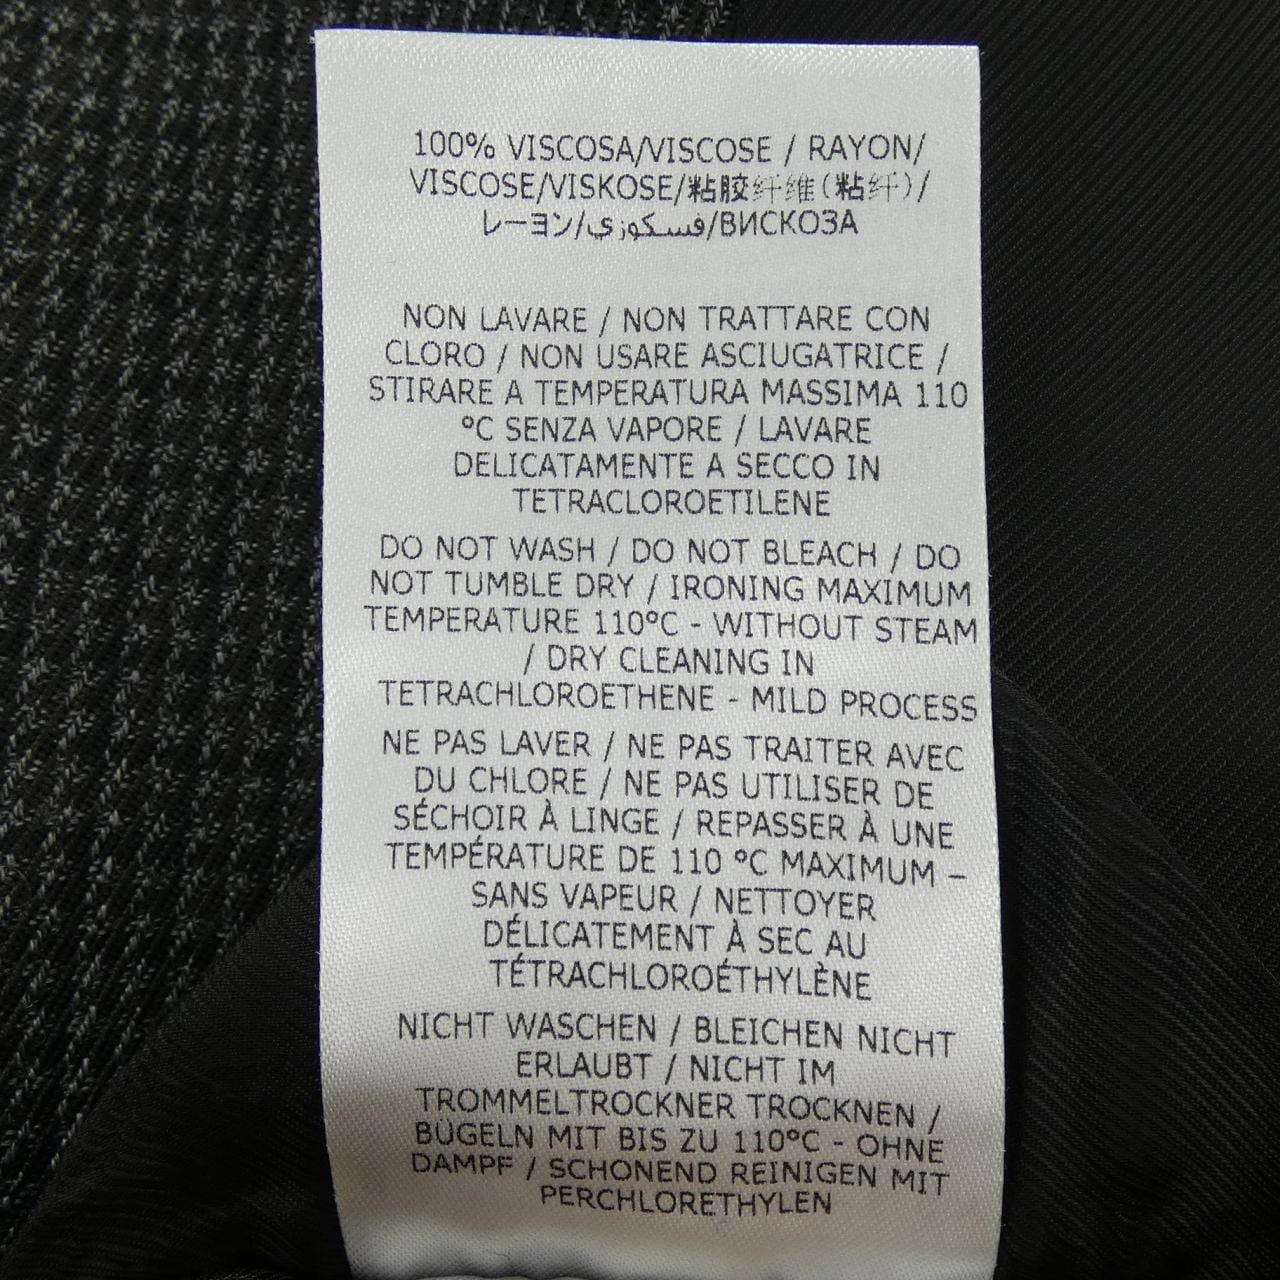 100% VISCOSA/VISCOSE / RAYON/
VISCOSE/VISKOSE/粘胶纤维(粘纤)/
レーヨン/فسكوزي/ВИСКОЗА
NON LAVARE / NON TRATTARE CON
CLORO / NON USARE ASCIUGATRICE /
STIRARE A TEMPERATURA MASSIMA 110
°C SENZA VAPORE / LAVARE
DELICATAMENTE A SECCO IN
TETRACLOROETILENE
DO NOT WASH / DO NOT BLEACH / DO
NOT TUMBLE DRY / IRONING MAXIMUM
TEMPERATURE 110°C - WITHOUT STEAM
/ DRY CLEANING IN
TETRACHLOROETHENE - MILD PROCESS
NE PAS LAVER / NE PAS TRAITER AVEC
DU CHLORE / NE PAS UTILISER DE
SÉCHOIR À LINGE / REPASSER À UNE
TEMPÉRATURE DE 110 °C MAXIMUM –
SANS VAPEUR / NETTOYER
DÉLICATEMENT À SEC AU
TÉTRACHLOROÉTHYLÈNE
NICHT WASCHEN / BLEICHEN NICHT
ERLAUBT / NICHT IM
TROMMELTROCKNER TROCKNEN /
BÜGELN MIT BIS ZU 110°C - OHNE
DAMPF / SCHONEND REINIGEN MIT
PERCHLORETHYLEN